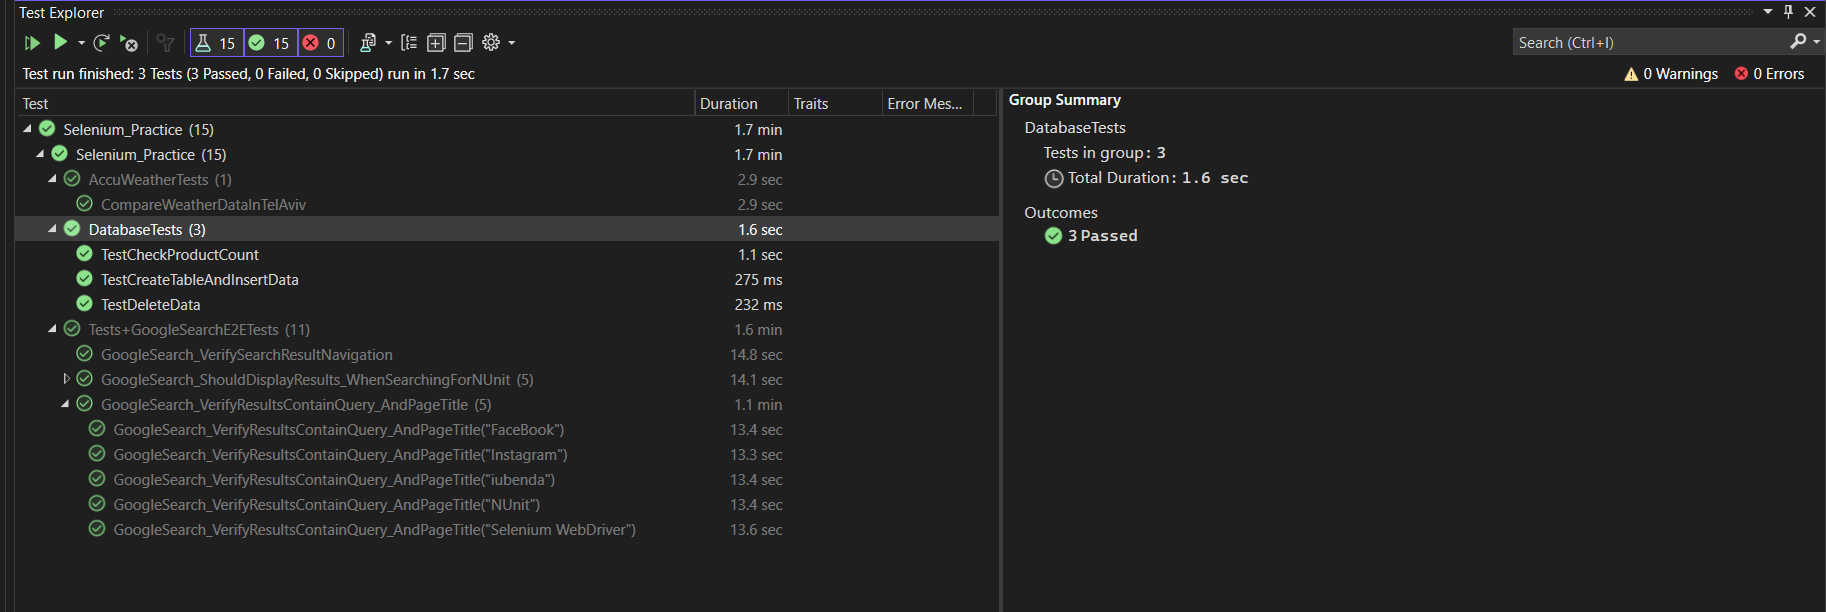 Test Explorer
15 15 0
Search (Ctrl+I)
Test run finished: 3 Tests (3 Passed, 0 Failed, 0 Skipped) run in 1.7 sec
0 Warnings 0 Errors
Test Duration Traits Error Mes...
Selenium_Practice (15) 1.7 min
Selenium_Practice (15) 1.7 min
AccuWeatherTests (1) 2.9 sec
CompareWeatherDataInTelAviv 2.9 sec
DatabaseTests (3) 1.6 sec
TestCheckProductCount 1.1 sec
TestCreateTableAndInsertData 275 ms
TestDeleteData 232 ms
Tests+GoogleSearchE2ETests (11) 1.6 min
GoogleSearch_VerifySearchResultNavigation 14.8 sec
GoogleSearch_ShouldDisplayResults_WhenSearchingForNUnit (5) 14.1 sec
GoogleSearch_VerifyResultsContainQuery_AndPageTitle (5) 1.1 min
GoogleSearch_VerifyResultsContainQuery_AndPageTitle("FaceBook") 13.4 sec
GoogleSearch_VerifyResultsContainQuery_AndPageTitle("Instagram") 13.3 sec
GoogleSearch_VerifyResultsContainQuery_AndPageTitle("iubenda") 13.4 sec
GoogleSearch_VerifyResultsContainQuery_AndPageTitle("NUnit") 13.4 sec
GoogleSearch_VerifyResultsContainQuery_AndPageTitle("Selenium WebDriver") 13.6 sec
Group Summary
DatabaseTests
Tests in group: 3
Total Duration: 1.6 sec
Outcomes
3 Passed